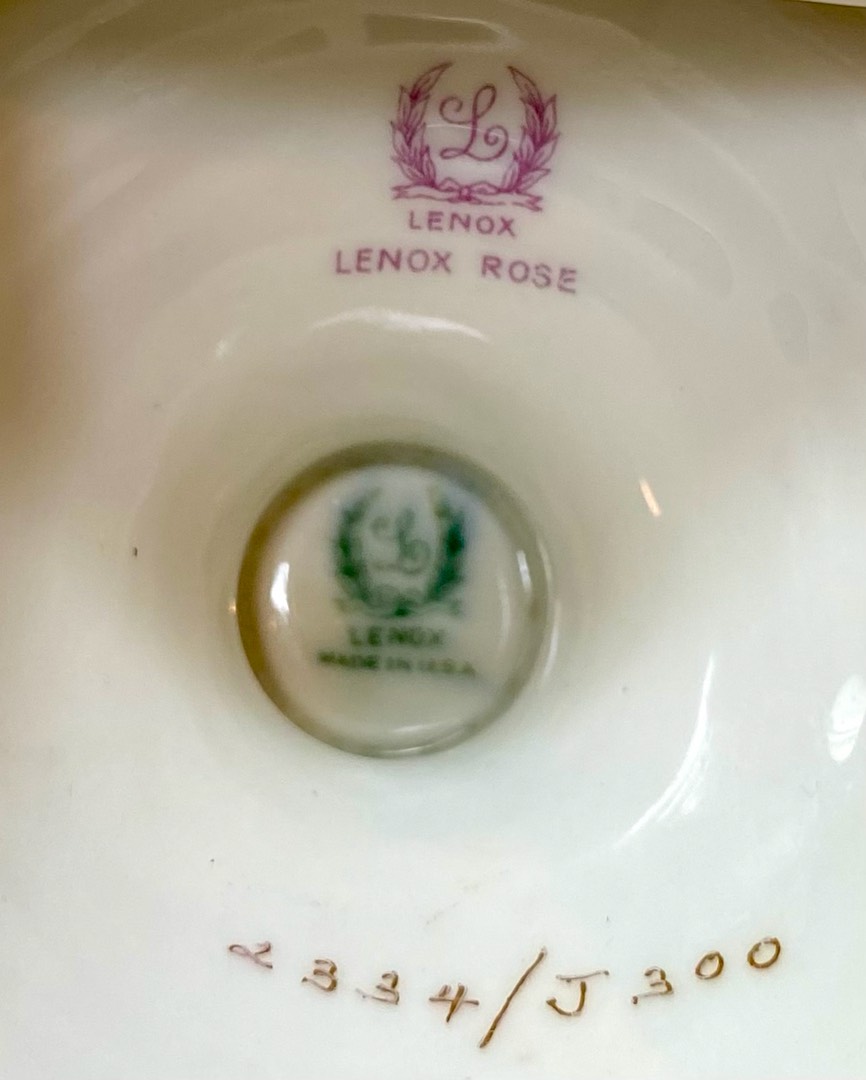 L
LENOX
LENOX ROSE
L
LENOX
MADE IN U.S.A.
2334/J300